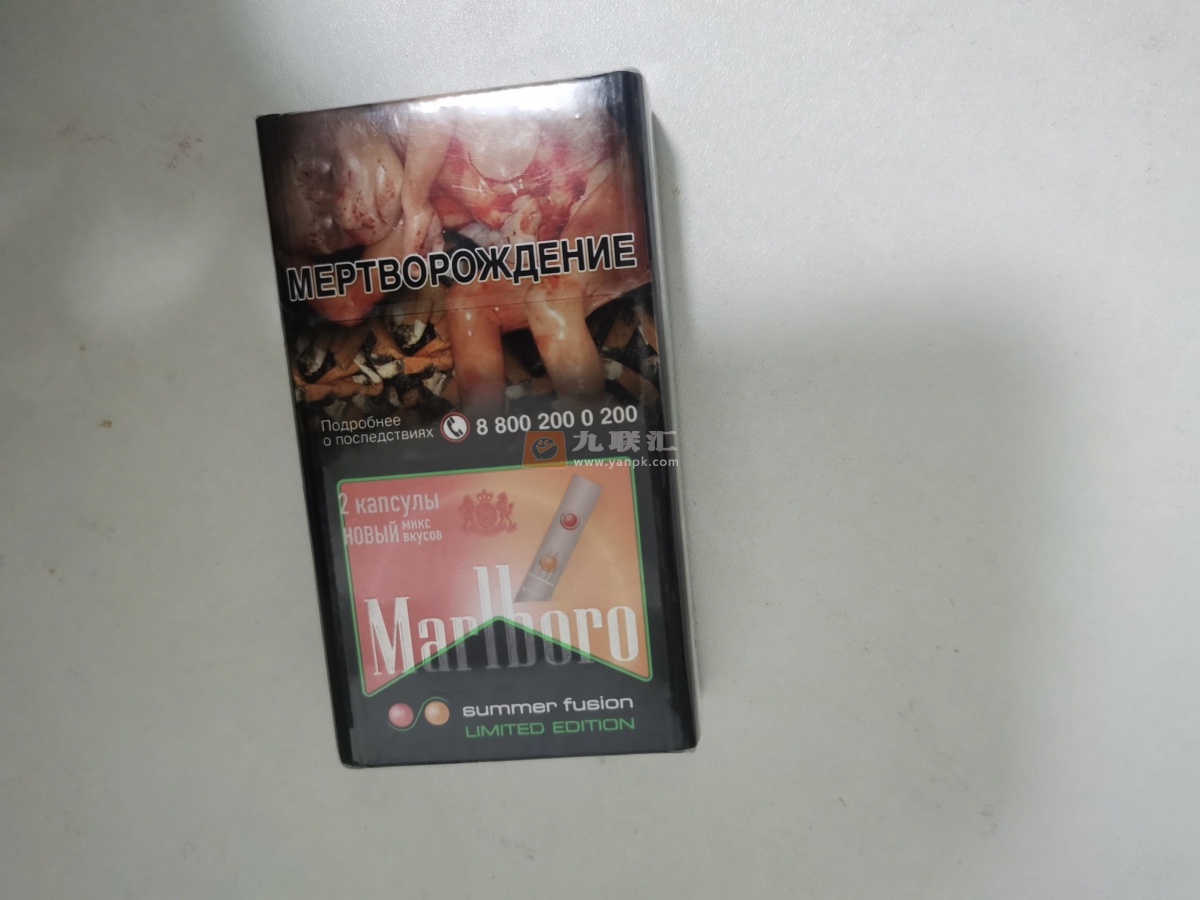 МЕРТВОРОЖДЕНИЕ
Подробнее
о последствиях
8 800 200 0 200
九联汇
www.yanpk.com
2 капсулы
НОВЫЙ микс вкусов
Marlboro
summer fusion
LIMITED EDITION